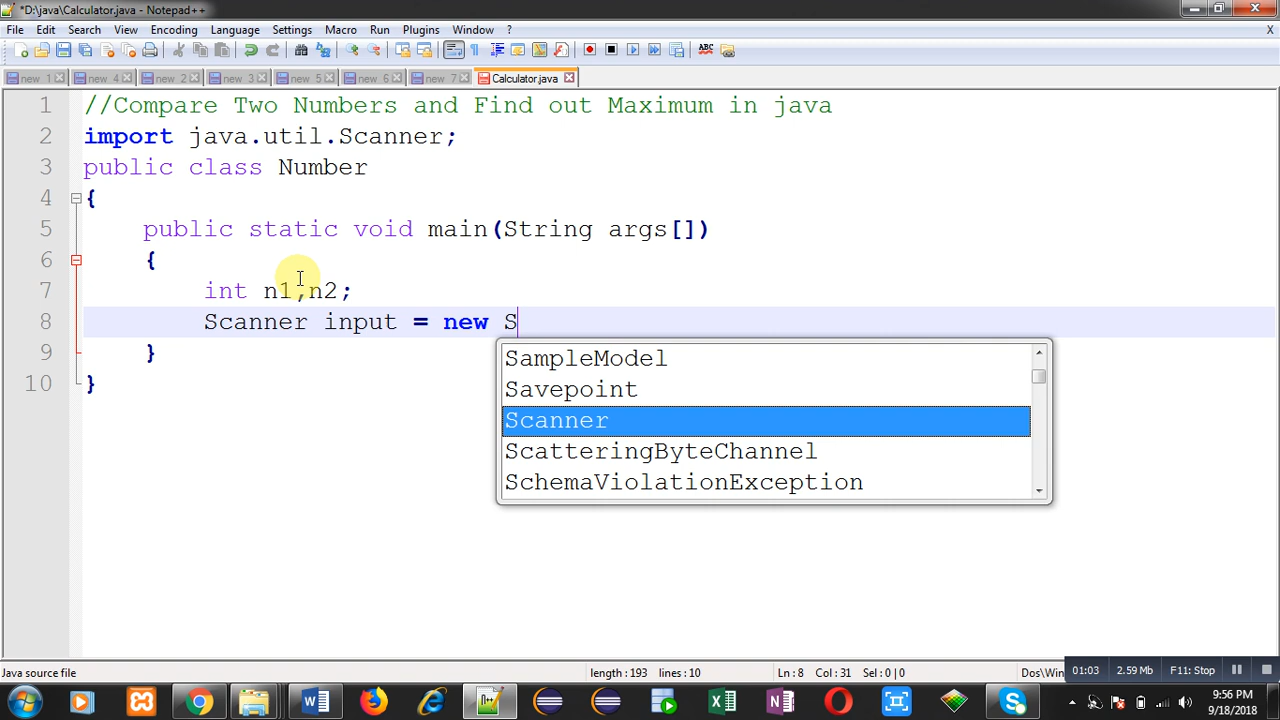 *D:\java\Calculator.java - Notepad++
File Edit Search View Encoding Language Settings Macro Run Plugins Window ? X
new 1 new 4 new 2 new 3 new 5 new 6 new 7 Calculator.java
1 //Compare Two Numbers and Find out Maximum in java
2 import java.util.Scanner;
3 public class Number
4 {
5 public static void main(String args[])
6 {
7 int n1,n2;
8 Scanner input = new S
9 }
10 }
SampleModel
Savepoint
Scanner
ScatteringByteChannel
SchemaViolationException
Java source file length : 193 lines : 10 Ln : 8 Col : 31 Sel : 0 | 0 Dos\Win 01:03 2.59 Mb F11: Stop
9:56 PM
9/18/2018